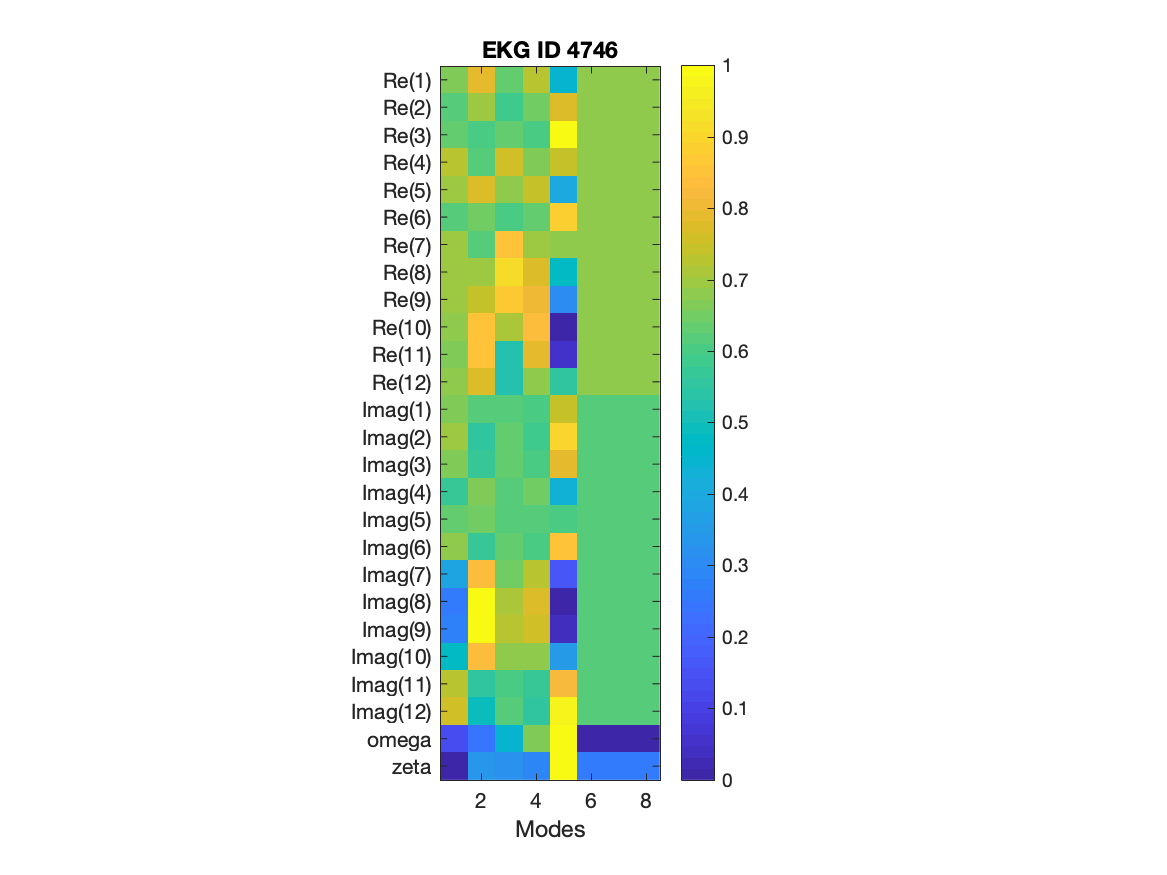 EKG ID 4746
Re(1)
Re(2)
Re(3)
Re(4)
Re(5)
Re(6)
Re(7)
Re(8)
Re(9)
Re(10)
Re(11)
Re(12)
Imag(1)
Imag(2)
Imag(3)
Imag(4)
Imag(5)
Imag(6)
Imag(7)
Imag(8)
Imag(9)
Imag(10)
Imag(11)
Imag(12)
omega
zeta
2 4 6 8
Modes
1
0.9
0.8
0.7
0.6
0.5
0.4
0.3
0.2
0.1
0